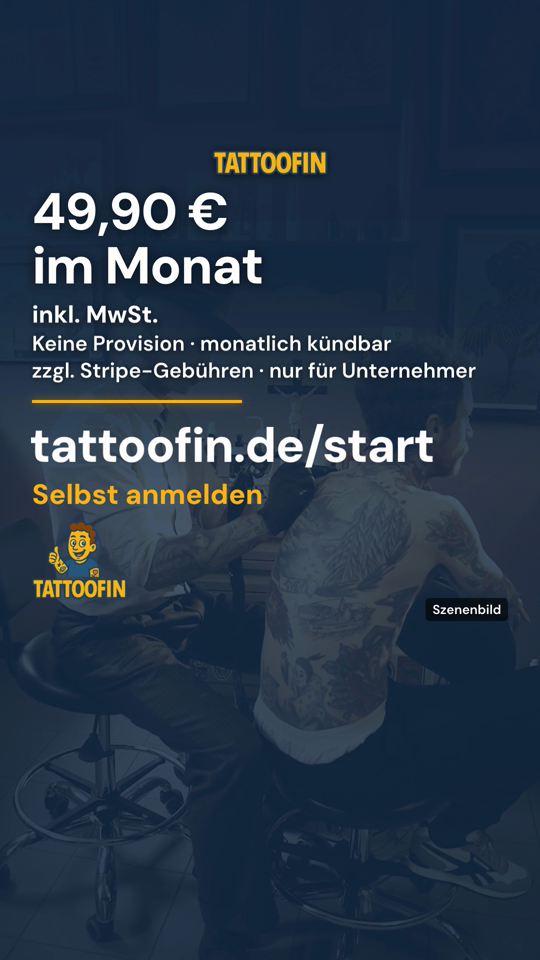 TATTOOFIN
49,90 €
im Monat
inkl. MwSt.
Keine Provision · monatlich kündbar
zzgl. Stripe-Gebühren · nur für Unternehmer
tattoofin.de/start
Selbst anmelden
TATTOOFIN
Szenenbild